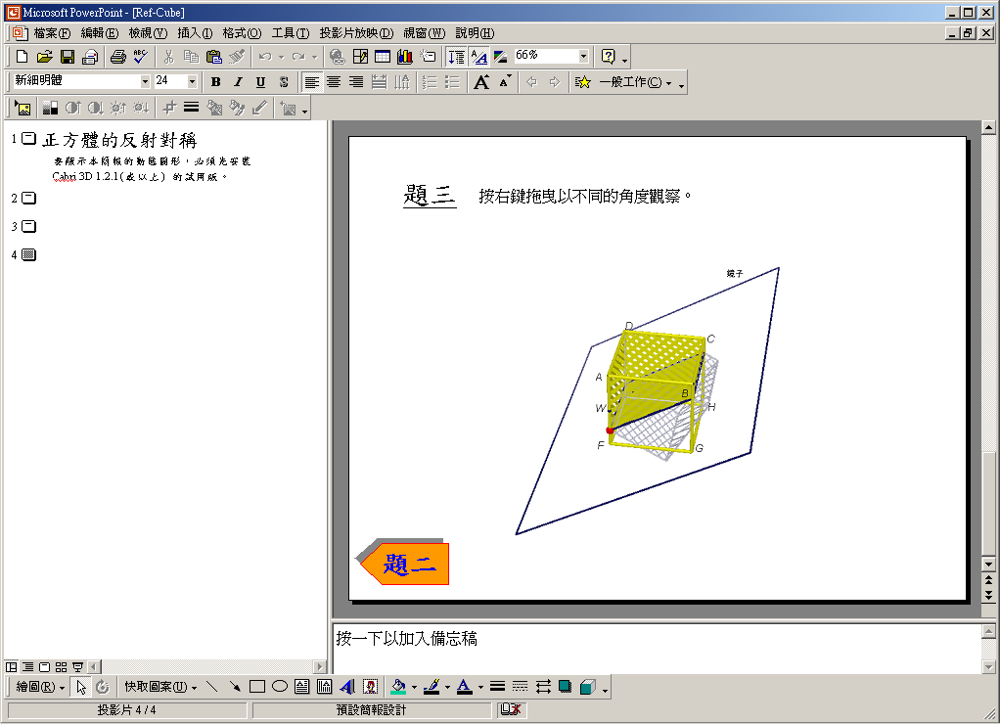 Microsoft PowerPoint - [Ref-Cube]
檔案(F) 編輯(E) 檢視(V) 插入(I) 格式(O) 工具(T) 投影片放映(D) 視窗(W) 說明(H)
66%
新細明體 24 B I U S A A 一般工作(C)
1 正方體的反射對稱
要顯示本簡報的動態圖形，必須先安裝
Cabri 3D 1.2.1(或以上) 的試用版。
2
3
4
題三 按右鍵拖曳以不同的角度觀察。
鏡子
D
C
A
B
W
H
F
G
題二
按一下以加入備忘稿
繪圖(R) 快取圖案(U)
投影片 4 / 4 預設簡報設計